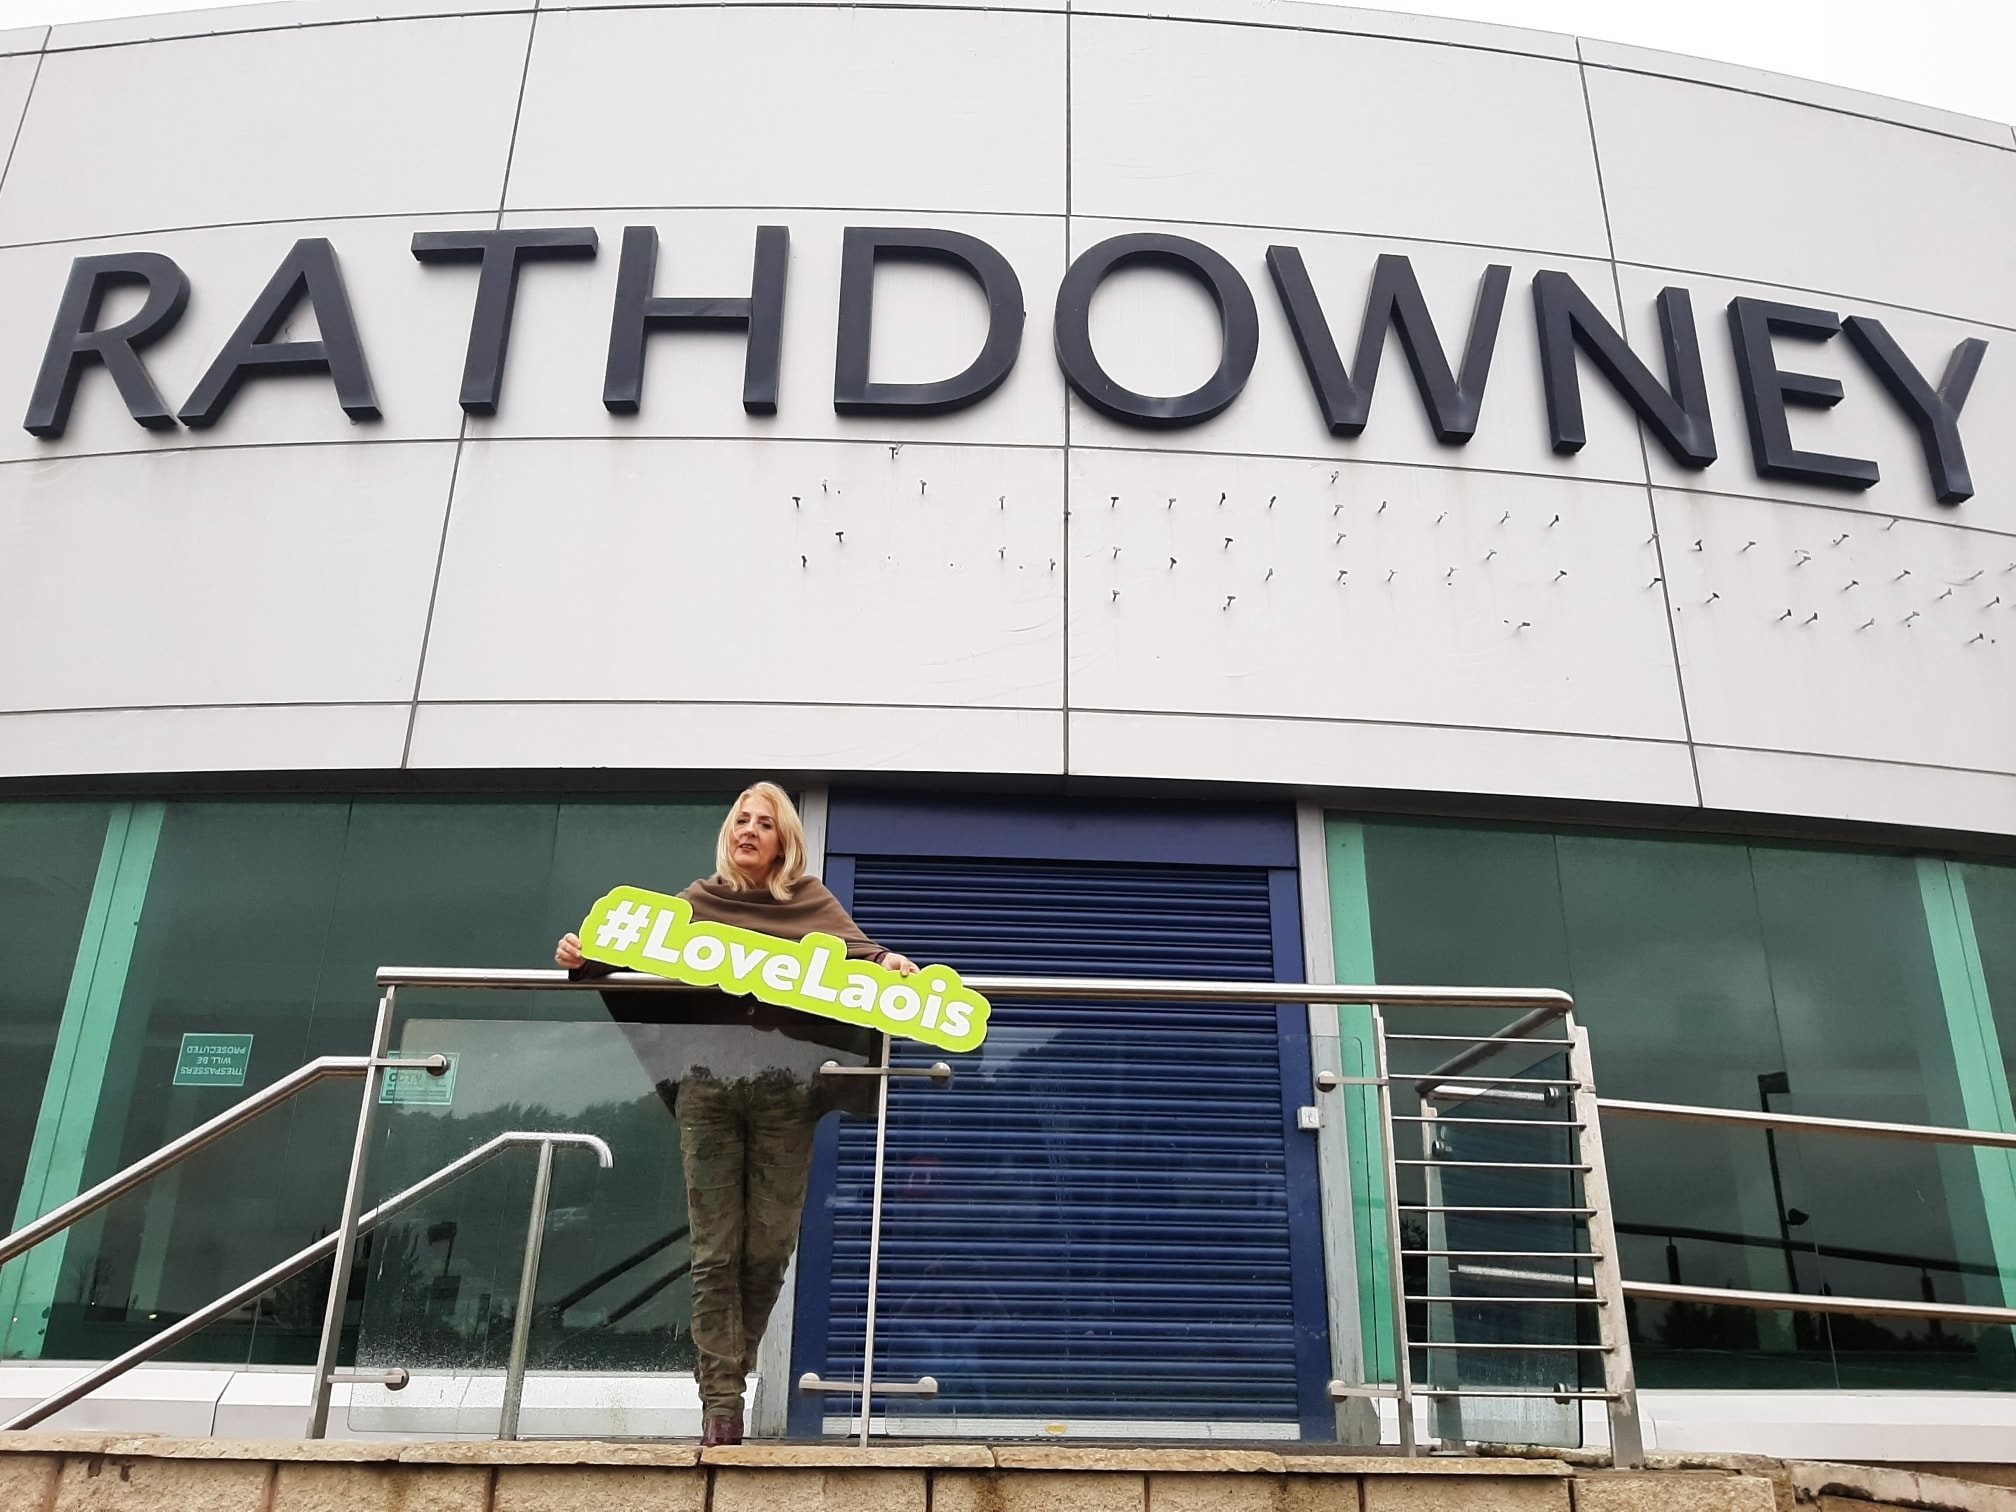 RATHDOWNEY
#LoveLaois
TRESPASSERS
WILL BE
PROSECUTED